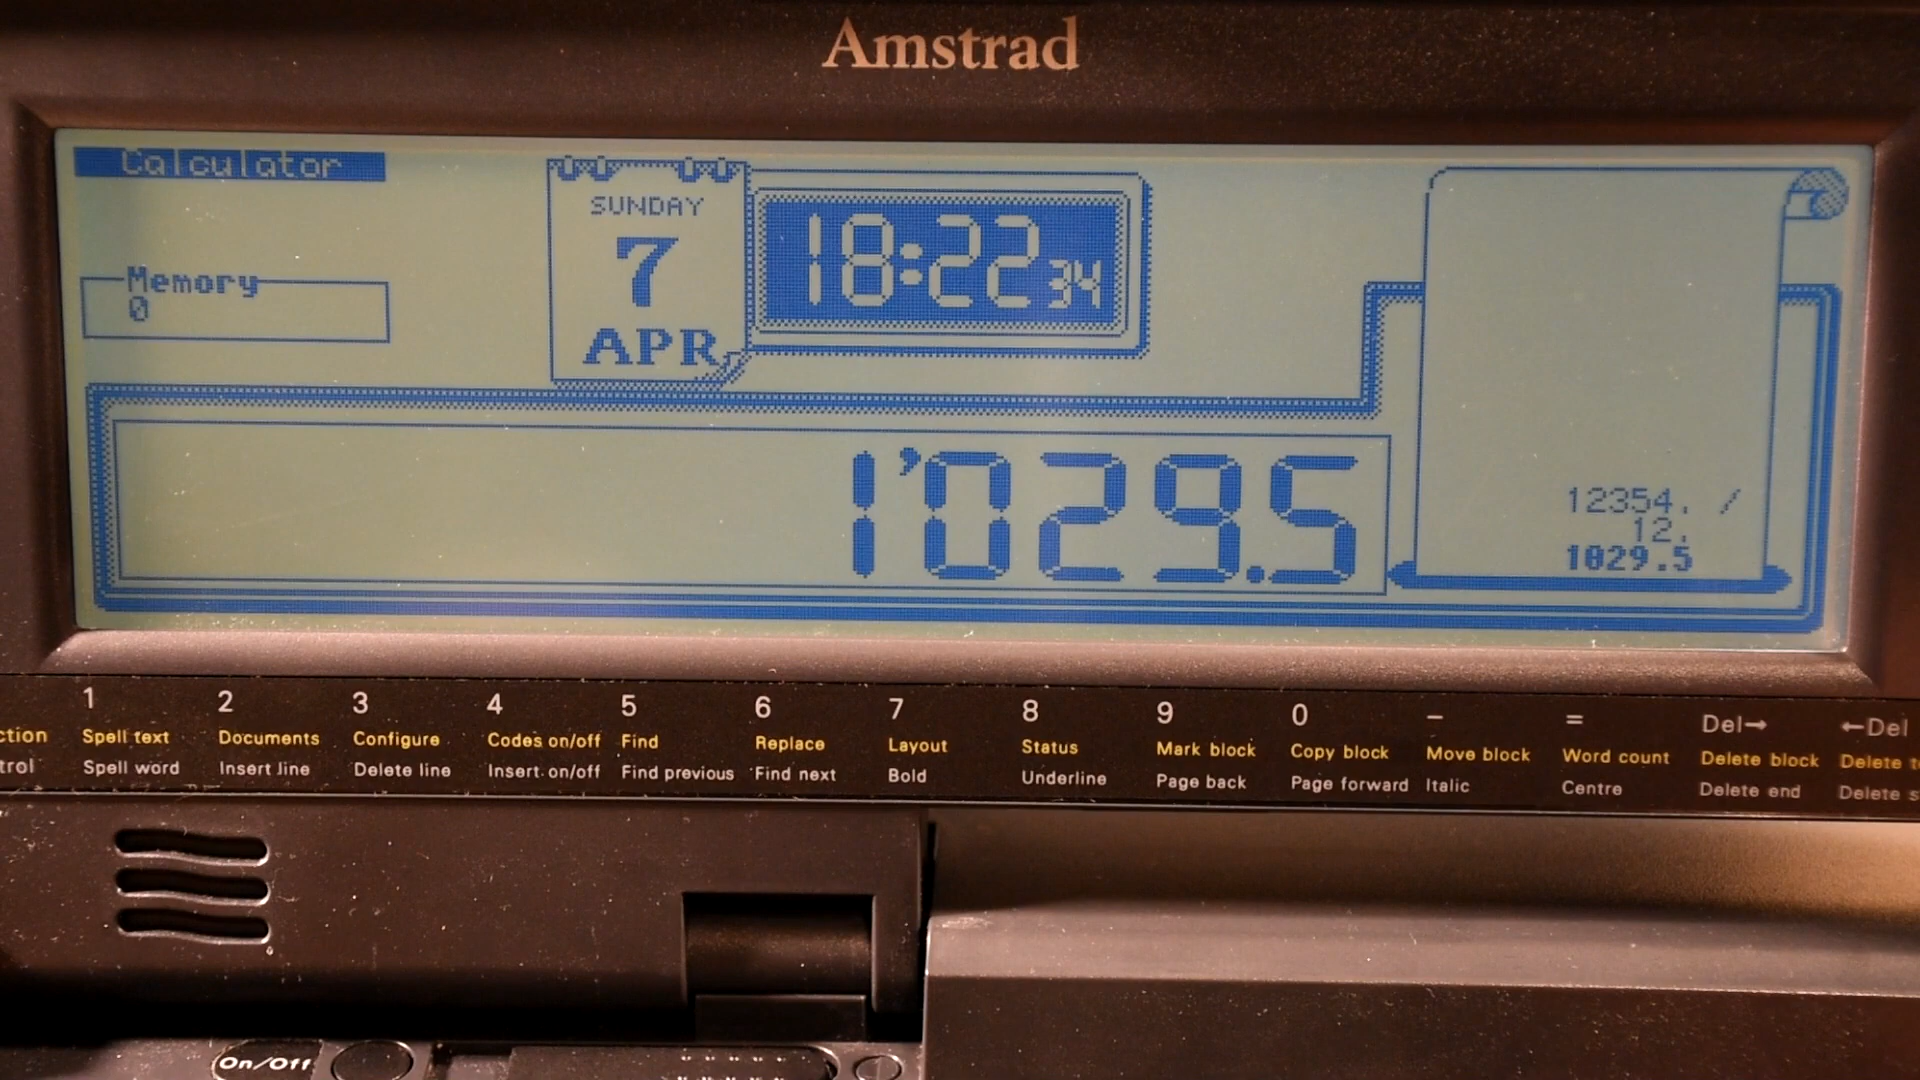 Amstrad
Calculator
SUNDAY
7
APR
18:22 34
Memory
0
1'029.5
12354. /
12.
1029.5
1 2 3 4 5 6 7 8 9 0 – = Del→ ←Del
Spell text Documents Configure Codes on/off Find Replace Layout Status Mark block Copy block Move block Word count Delete block Delete
Spell word Insert line Delete line Insert on/off Find previous Find next Bold Underline Page back Page forward Italic Centre Delete end Delete
On/Off